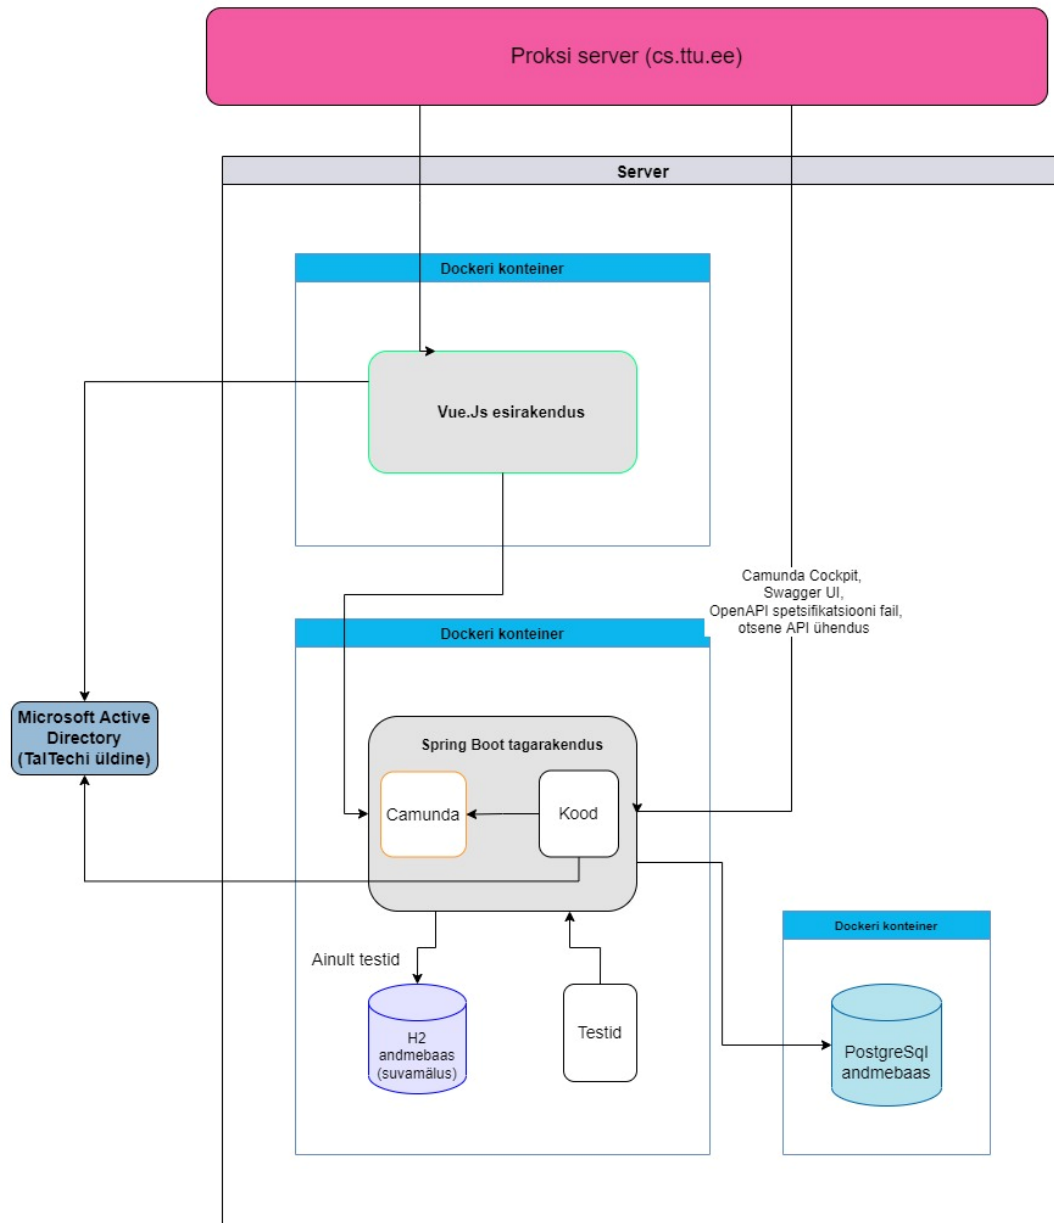 Proksi server (cs.ttu.ee)
Server
Dockeri konteiner
Vue.Js esirakendus
Camunda Cockpit,
Swagger UI,
OpenAPI spetsifikatsiooni fail,
otsene API ühendus
Dockeri konteiner
Microsoft Active
Directory
(TalTechi üldine)
Spring Boot tagarakendus
Camunda
Kood
Dockeri konteiner
Ainult testid
H2
andmebaas
(suvamälus)
Testid
PostgreSql
andmebaas